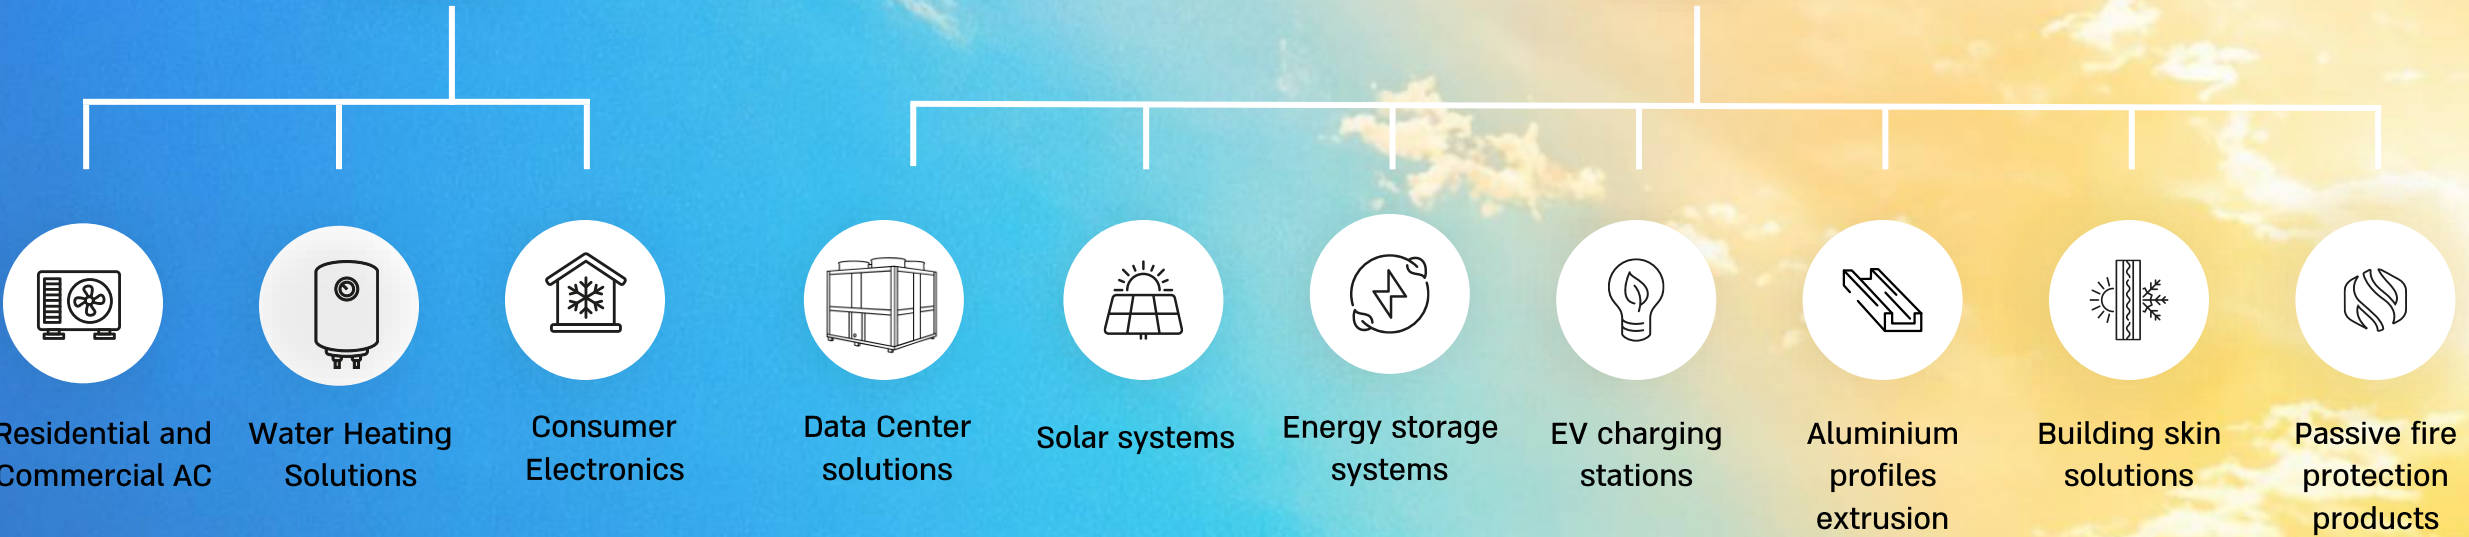 Residential and
Commercial AC
Water Heating
Solutions
Consumer
Electronics
Data Center
solutions
Solar systems
Energy storage
systems
EV charging
stations
Aluminium
profiles
extrusion
Building skin
solutions
Passive fire
protection
products